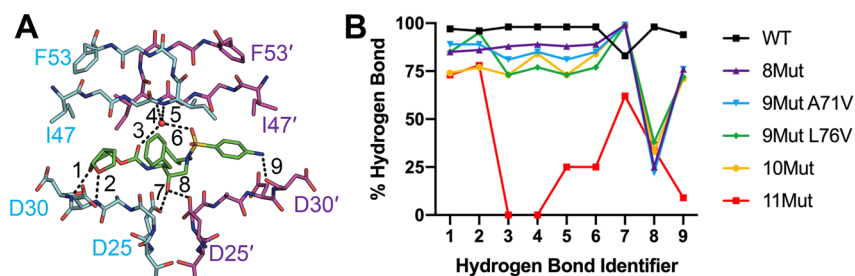 A
F53
F53′
I47
I47′
4
5
3
6
1
2
9
D30
7
8
D30′
D25
D25′
B
% Hydrogen Bond
100
75
50
25
0
1 2 3 4 5 6 7 8 9
Hydrogen Bond Identifier
WT
8Mut
9Mut A71V
9Mut L76V
10Mut
11Mut